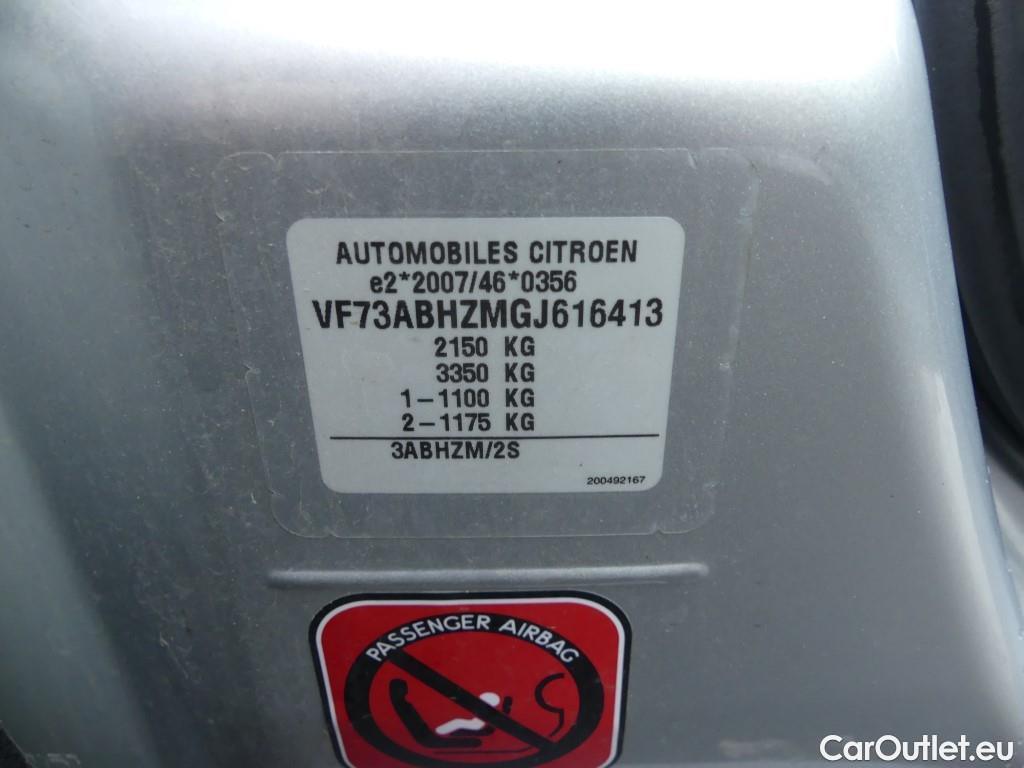 AUTOMOBILES CITROEN
e2*2007/46*0356
VF73ABHZMGJ616413
2150 KG
3350 KG
1-1100 KG
2-1175 KG
3ABHZM/2S
200492167
PASSENGER AIRBAG
CarOutlet.eu